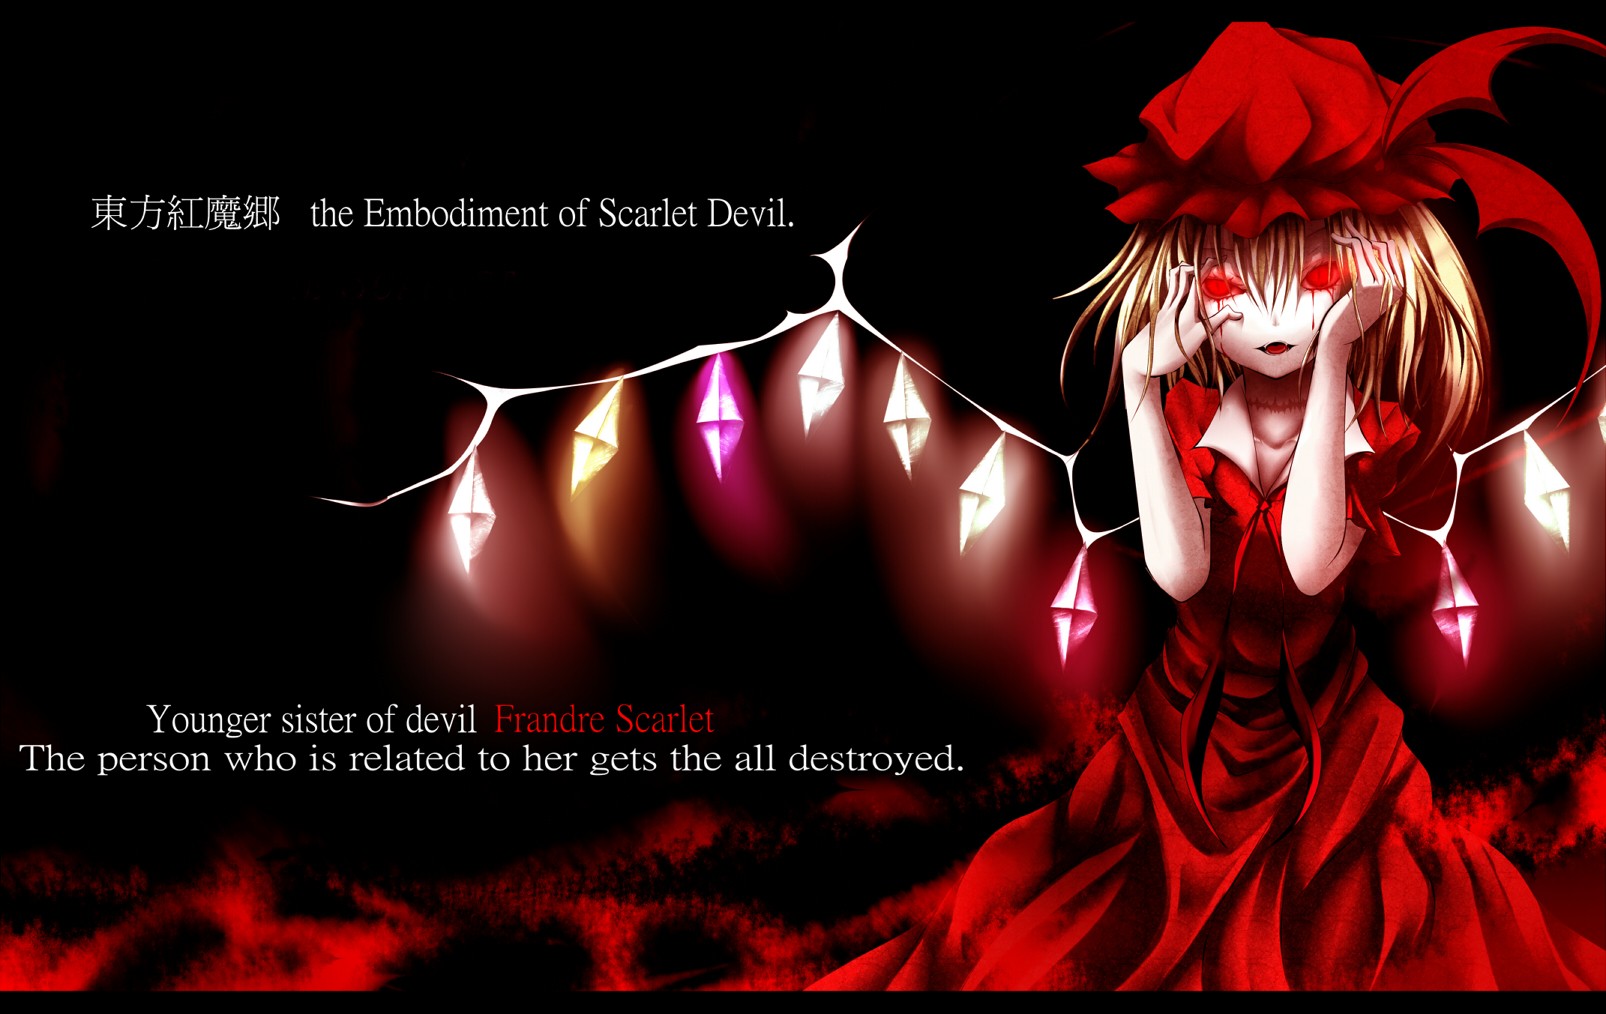 東方紅魔郷 the Embodiment of Scarlet Devil.
Younger sister of devil Frandre Scarlet
The person who is related to her gets the all destroyed.